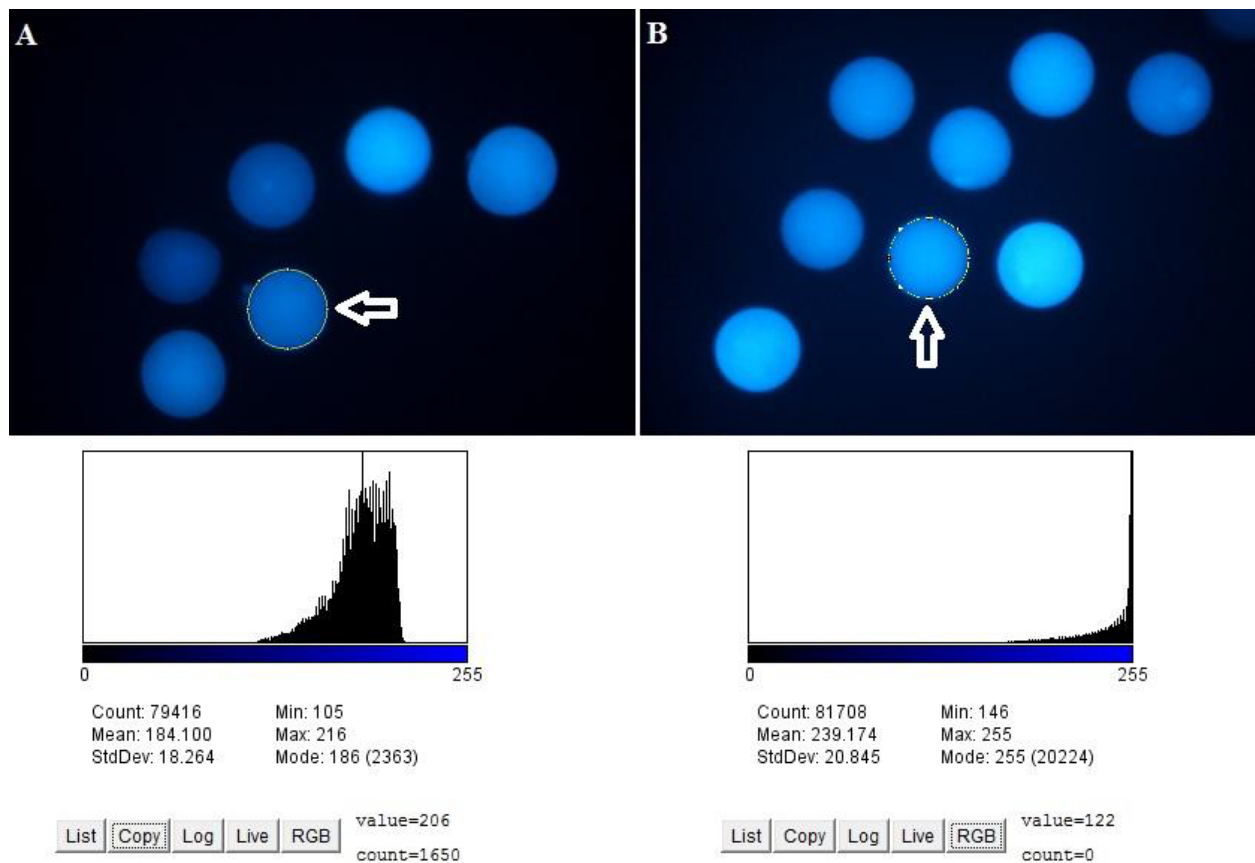 A
B
0 255
Count: 79416 Min: 105
Mean: 184.100 Max: 216
StdDev: 18.264 Mode: 186 (2363)
List Copy Log Live RGB value=206
count=1650
0 255
Count: 81708 Min: 146
Mean: 239.174 Max: 255
StdDev: 20.845 Mode: 255 (20224)
List Copy Log Live RGB value=122
count=0